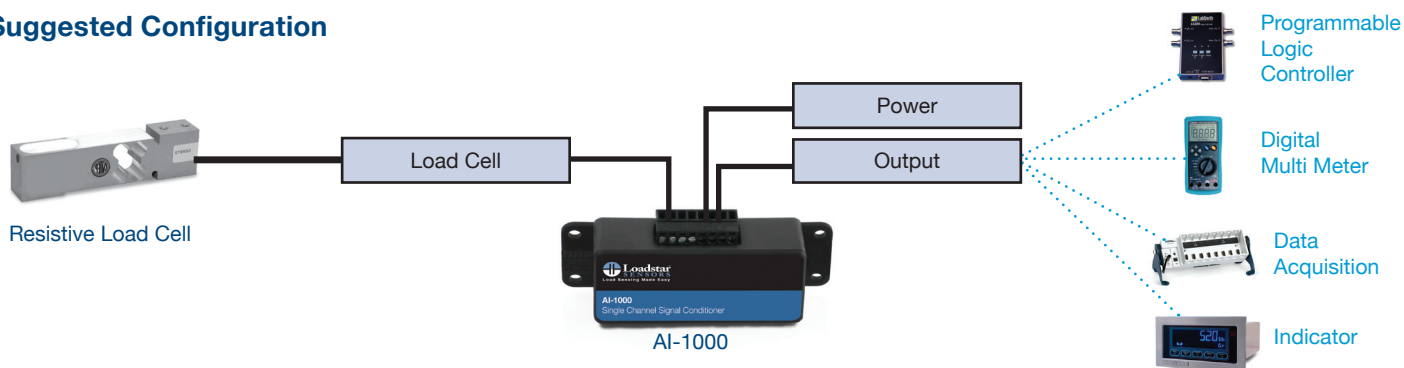 Suggested Configuration
Resistive Load Cell
Load Cell
Power
Output
Loadstar
SENSORS
Load Sensing Made Easy
AI-1000
Single Channel Signal Conditioner
AI-1000
Programmable
Logic
Controller
Digital
Multi Meter
Data
Acquisition
Indicator